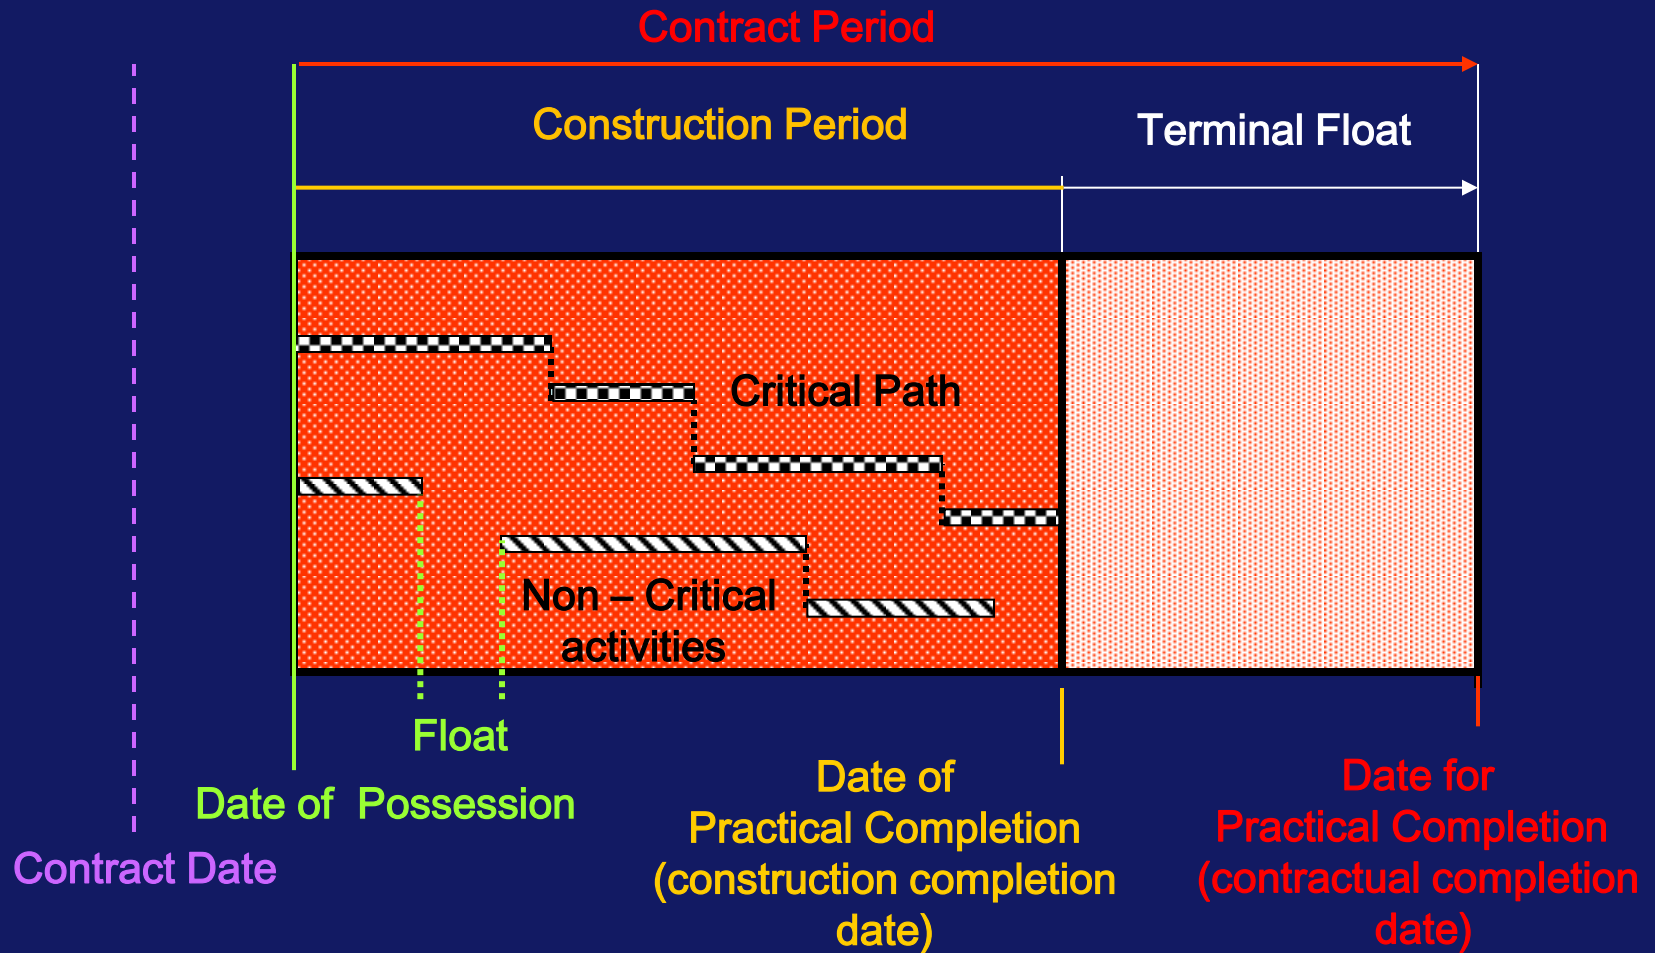 Contract Period
Construction Period
Terminal Float
Critical Path
Non – Critical
activities
Float
Date of  Possession
Contract Date
Date of
Practical Completion
(construction completion
date)
Date for
Practical Completion
(contractual completion
date)